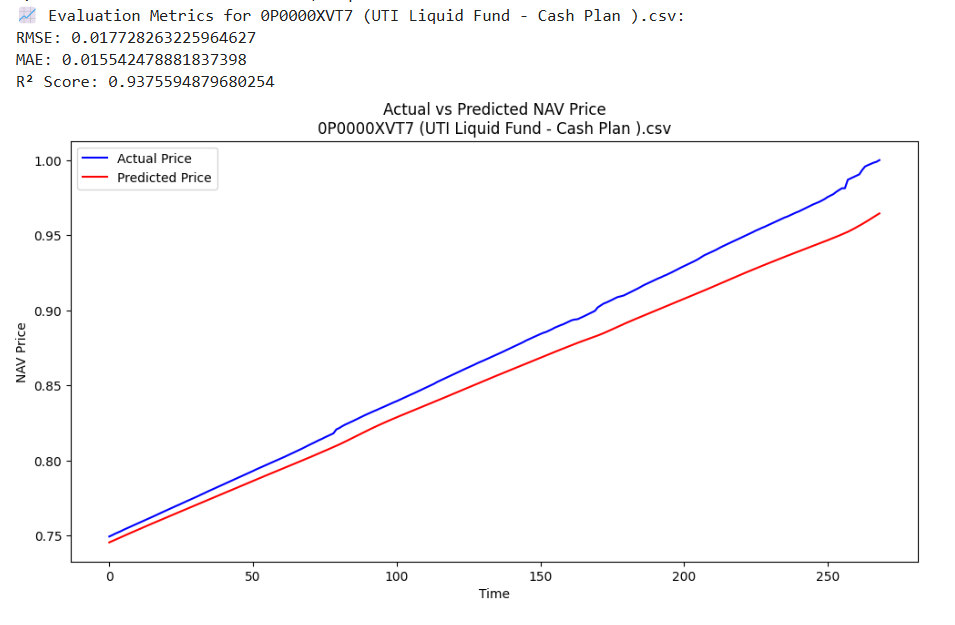 📈 Evaluation Metrics for 0P0000XVT7 (UTI Liquid Fund - Cash Plan ).csv:
RMSE: 0.017728263225964627
MAE: 0.015542478881837398
R² Score: 0.9375594879680254
Actual vs Predicted NAV Price
0P0000XVT7 (UTI Liquid Fund - Cash Plan ).csv
Actual Price
Predicted Price
1.00
0.95
0.90
0.85
0.80
0.75
NAV Price
0 50 100 150 200 250
Time